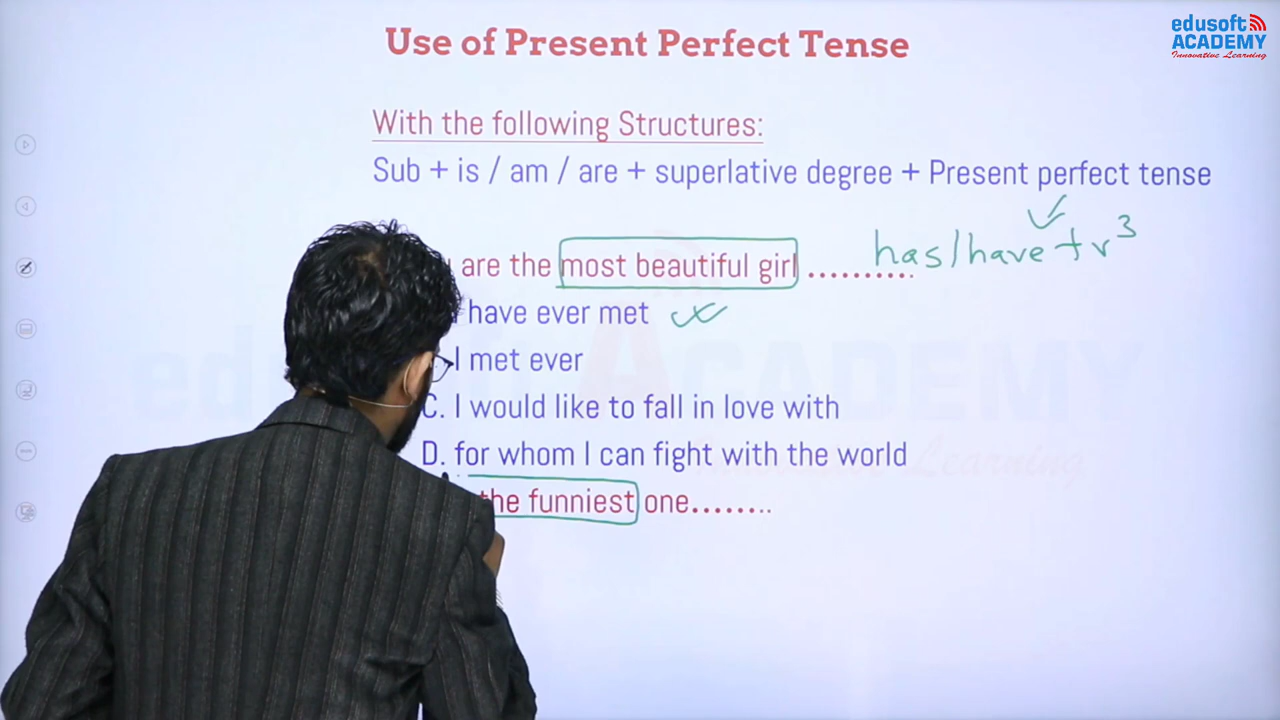 Use of Present Perfect Tense
edusoft
ACADEMY
Innovative Learning
With the following Structures:
Sub + is / am / are + superlative degree + Present perfect tense
has/have + v3
are the most beautiful girl ...........
I have ever met
I met ever
C. I would like to fall in love with
D. for whom I can fight with the world
the funniest one........